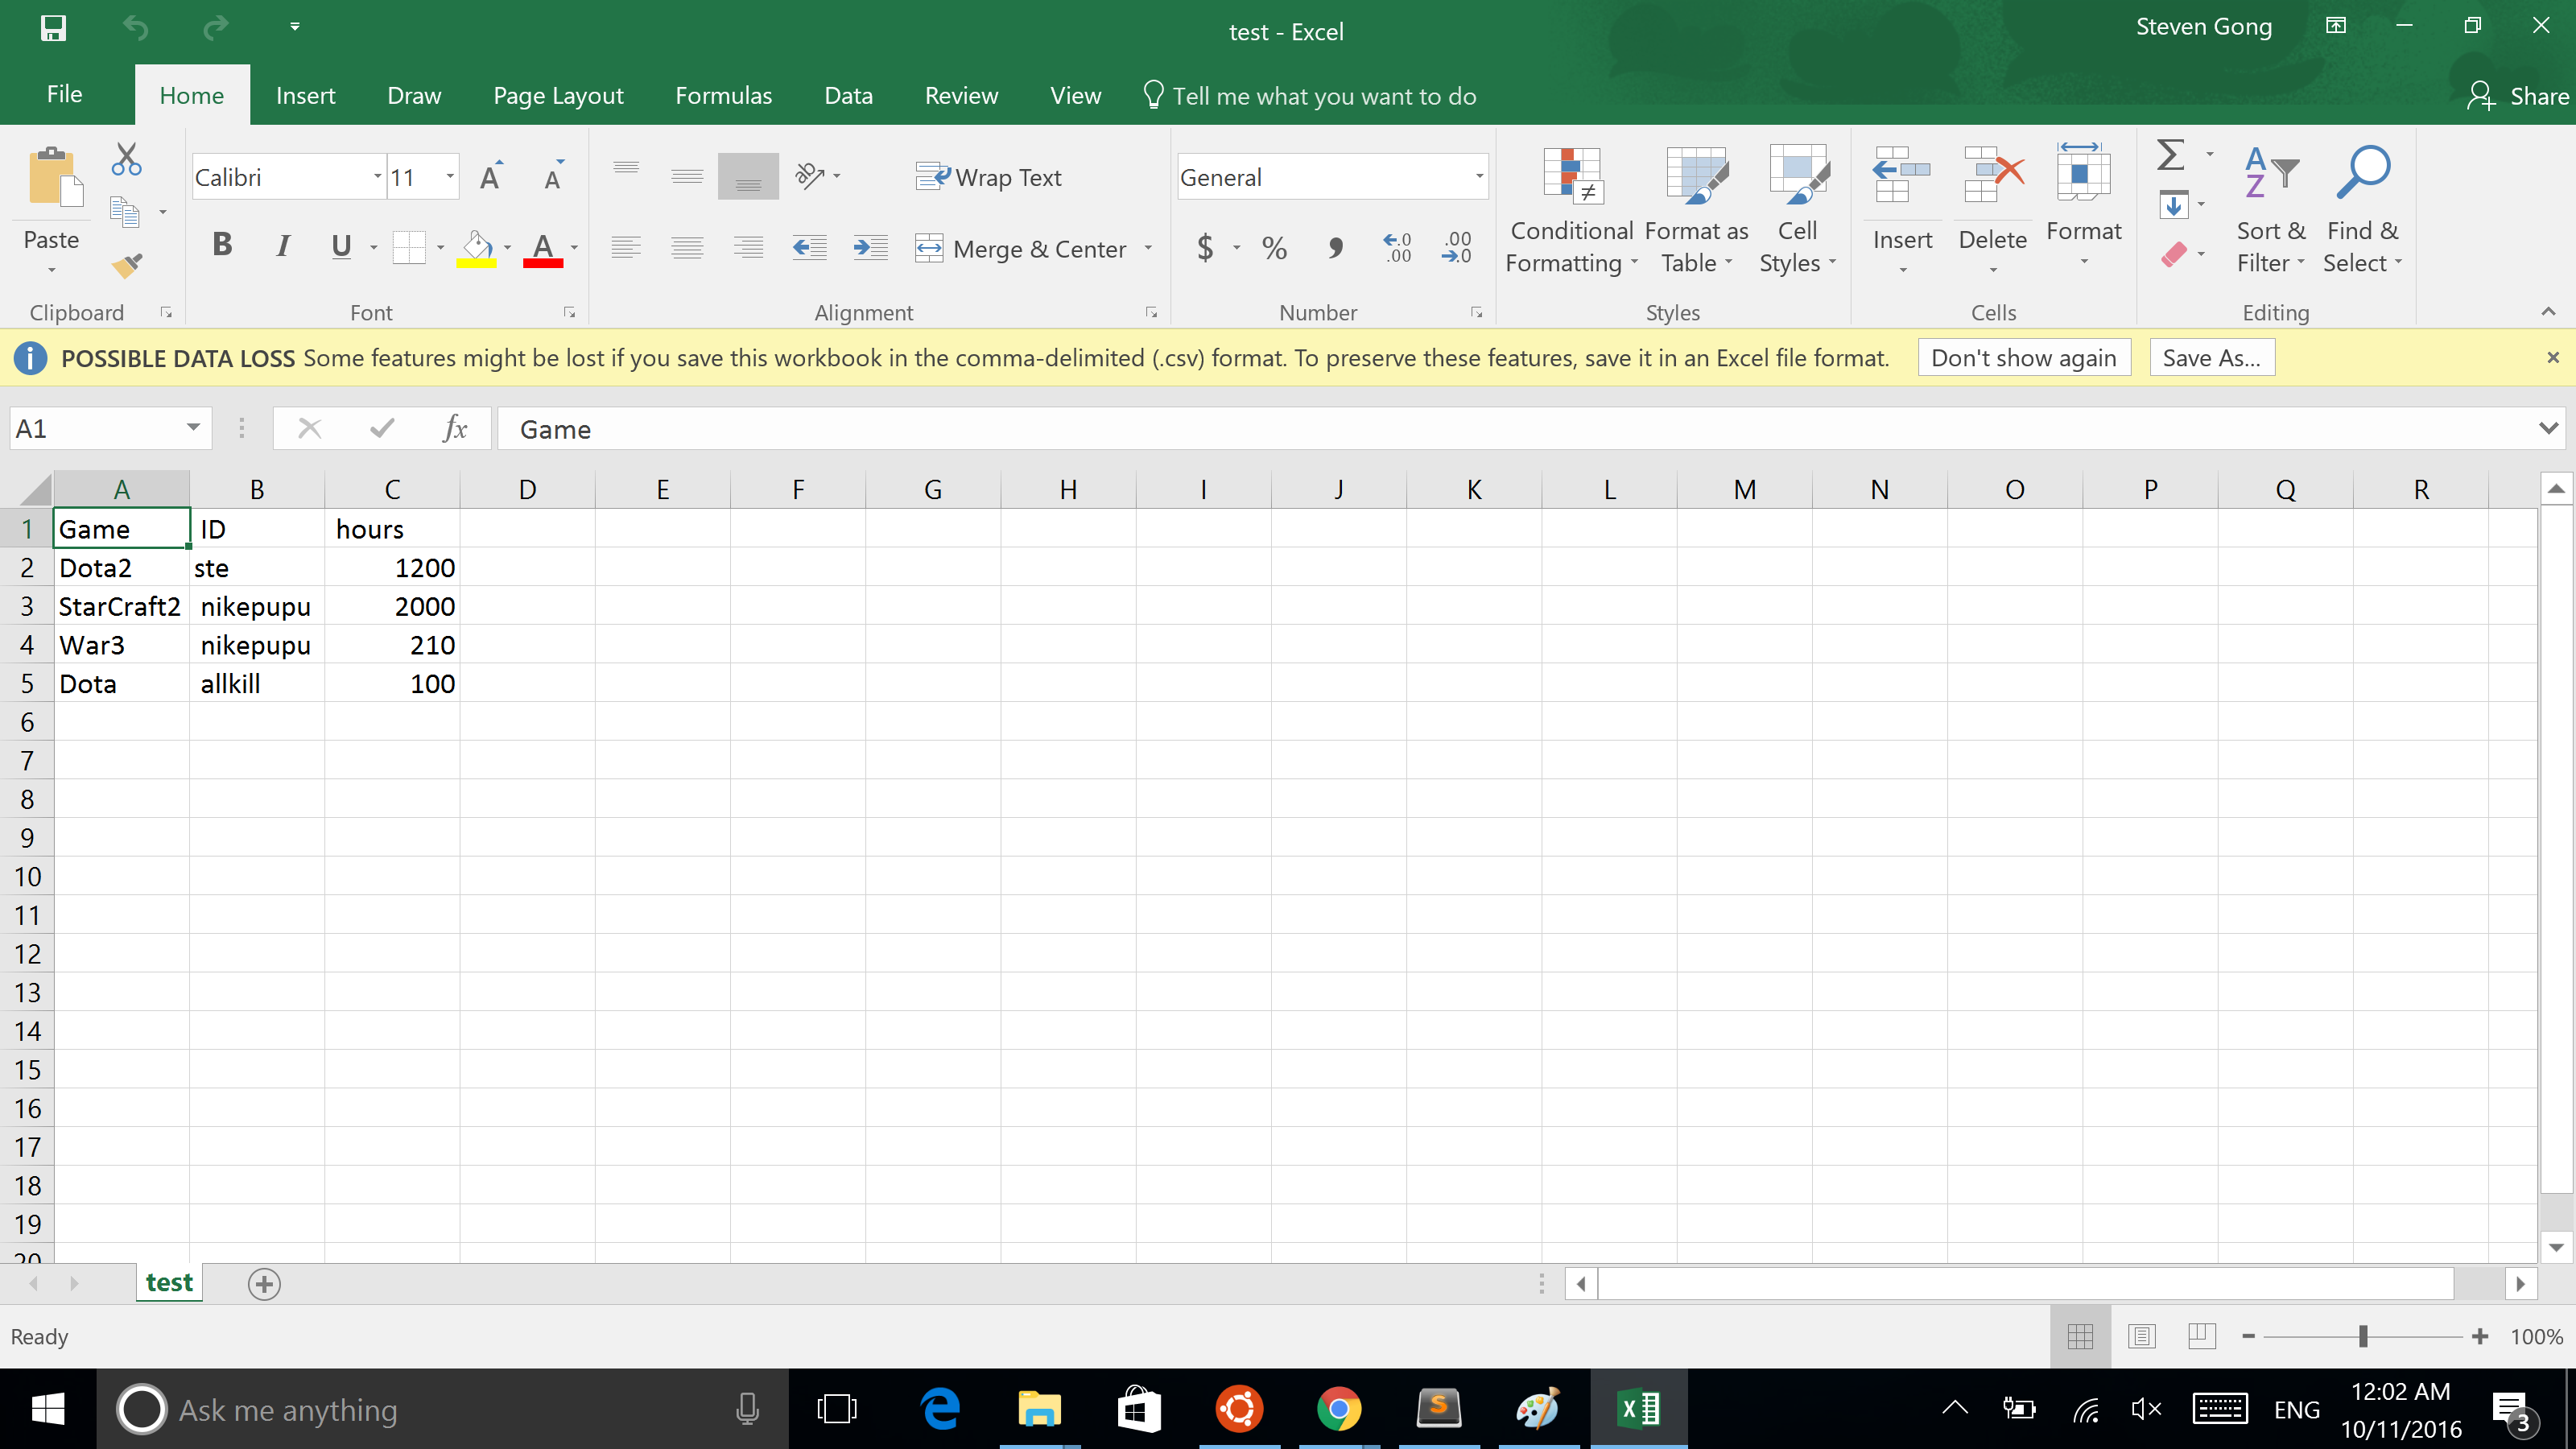 test - Excel
Steven Gong
File Home Insert Draw Page Layout Formulas Data Review View Tell me what you want to do Share
Calibri 11 Wrap Text General
Paste B I U Merge & Center $ % , Conditional Formatting Format as Table Cell Styles Insert Delete Format Sort & Filter Find & Select
Clipboard Font Alignment Number Styles Cells Editing
POSSIBLE DATA LOSS Some features might be lost if you save this workbook in the comma-delimited (.csv) format. To preserve these features, save it in an Excel file format. Don't show again Save As...
A1 fx Game
A B C D E F G H I J K L M N O P Q R
1 Game ID hours
2 Dota2 ste 1200
3 StarCraft2 nikepupu 2000
4 War3 nikepupu 210
5 Dota allkill 100
6
7
8
9
10
11
12
13
14
15
16
17
18
19
20
test
Ready 100%
Ask me anything ENG 12:02 AM
10/11/2016 3